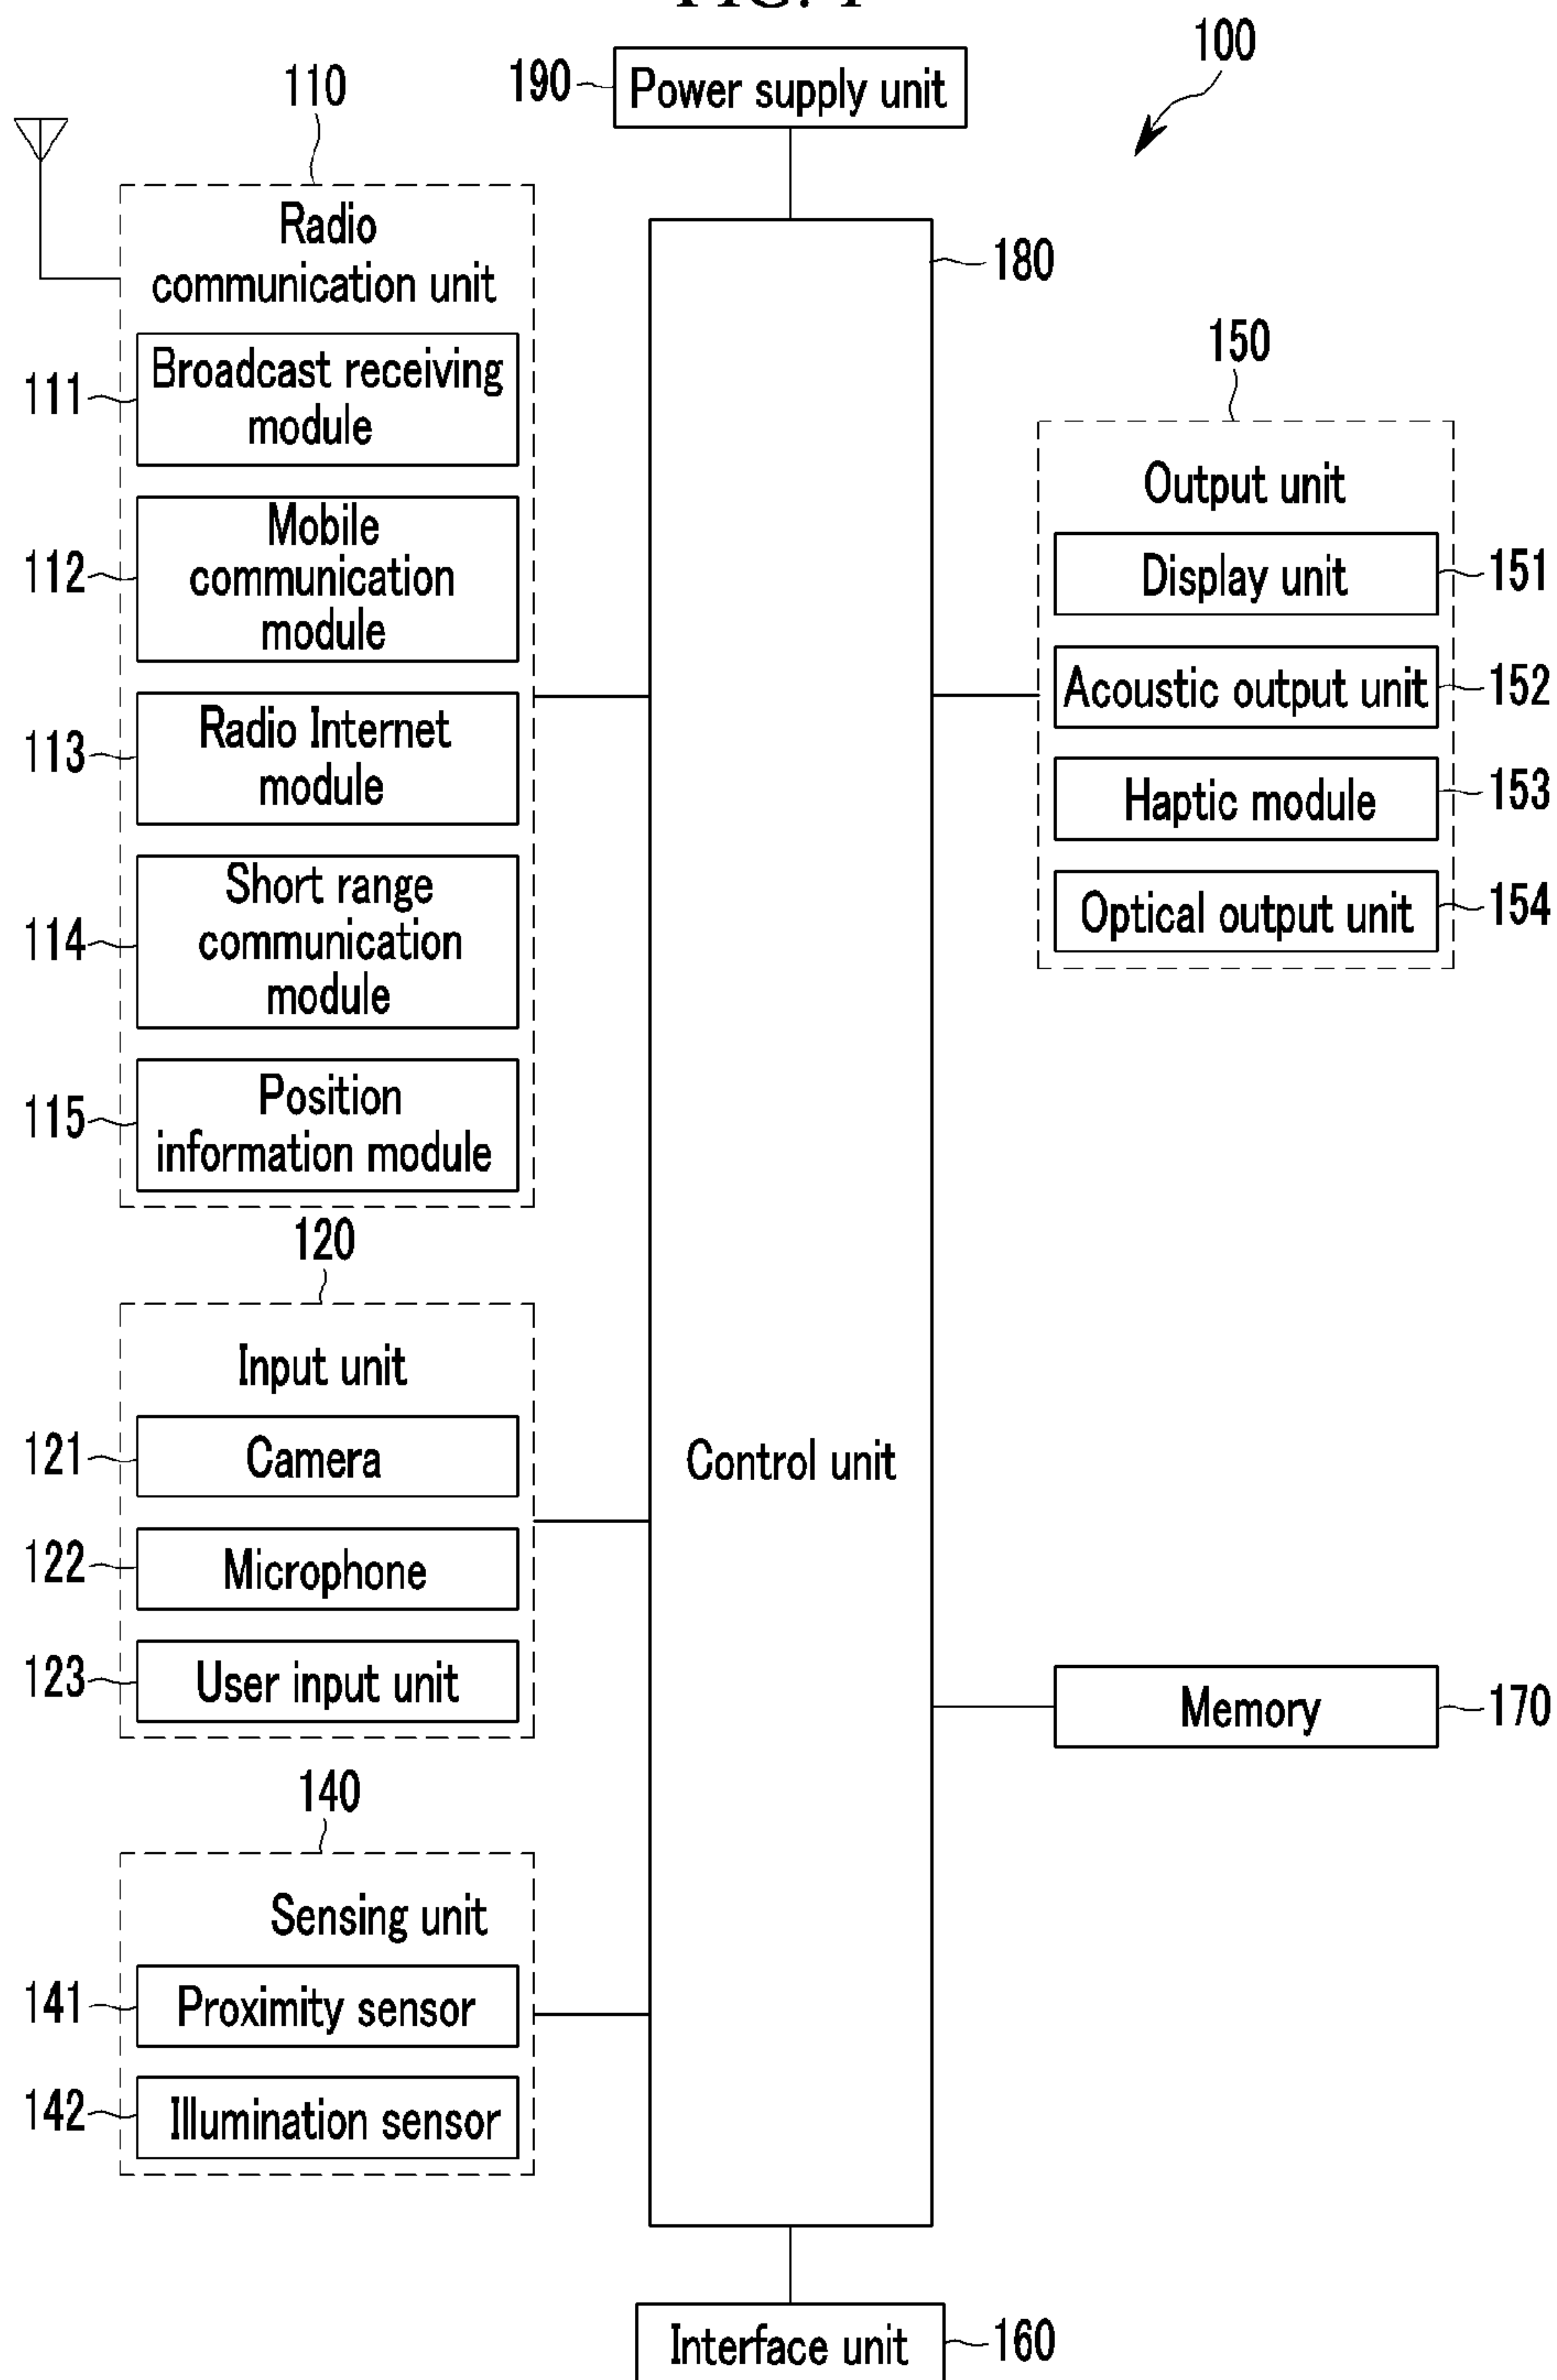 FIG. 1
100
190
Power supply unit
110
Radio
communication unit
180
111
Broadcast receiving
module
112
Mobile
communication
module
113
Radio Internet
module
114
Short range
communication
module
115
Position
information module
150
Output unit
Display unit
151
Acoustic output unit
152
Haptic module
153
Optical output unit
154
120
Input unit
121
Camera
122
Microphone
123
User input unit
Control unit
Memory
170
140
Sensing unit
141
Proximity sensor
142
Illumination sensor
Interface unit
160